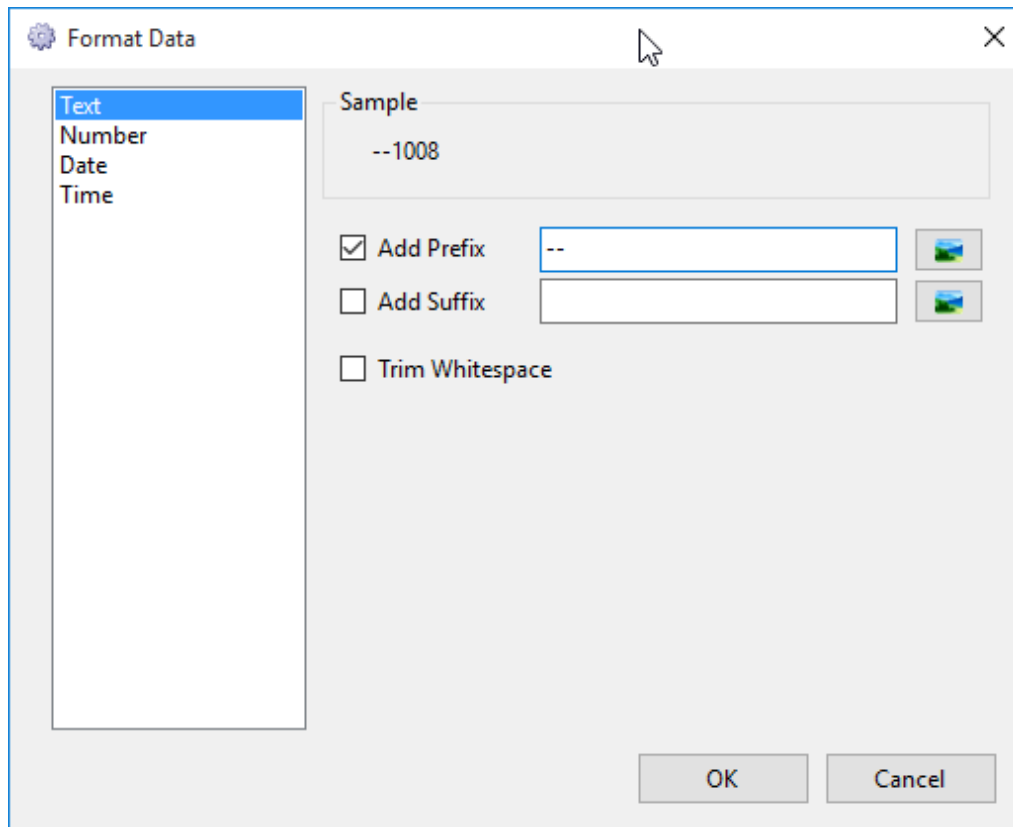 Format Data
Text
Number
Date
Time
Sample
--1008
Add Prefix --
Add Suffix
Trim Whitespace
OK Cancel